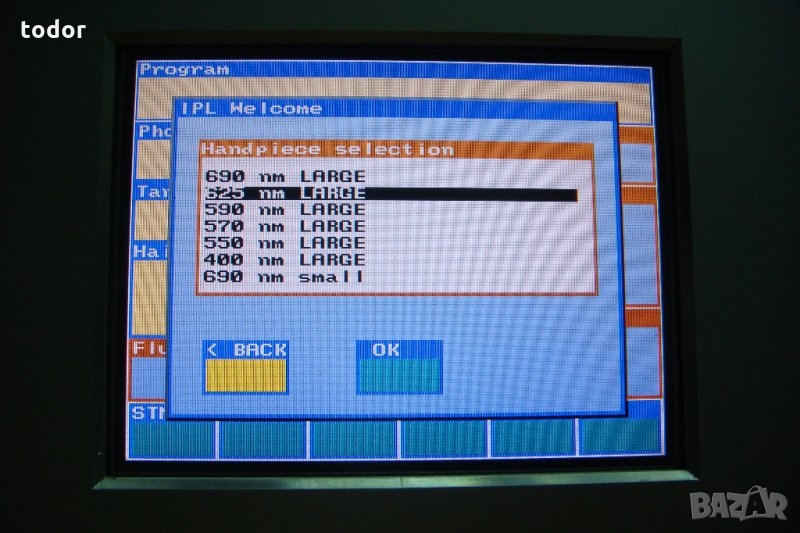 todor
Program
IPL Welcome
Handpiece selection
690 nm LARGE
625 nm LARGE
590 nm LARGE
570 nm LARGE
550 nm LARGE
400 nm LARGE
690 nm small
< BACK
OK
BAZAR